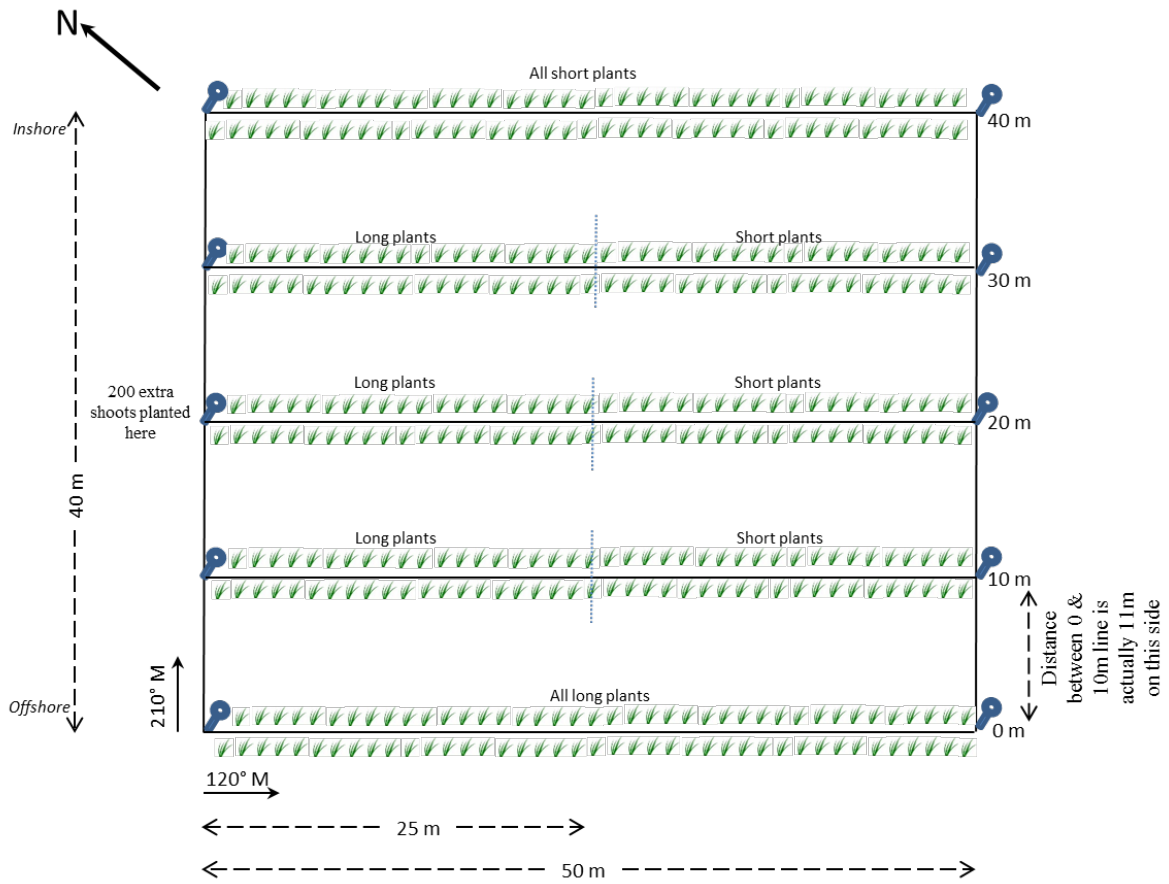 N
All short plants
Inshore
40 m
Long plants
Short plants
30 m
Long plants
Short plants
200 extra
shoots planted
here
20 m
40 m
Long plants
Short plants
10 m
Distance
between 0 &
10m line is
actually 11m
on this side
210° M
All long plants
Offshore
0 m
120° M
25 m
50 m